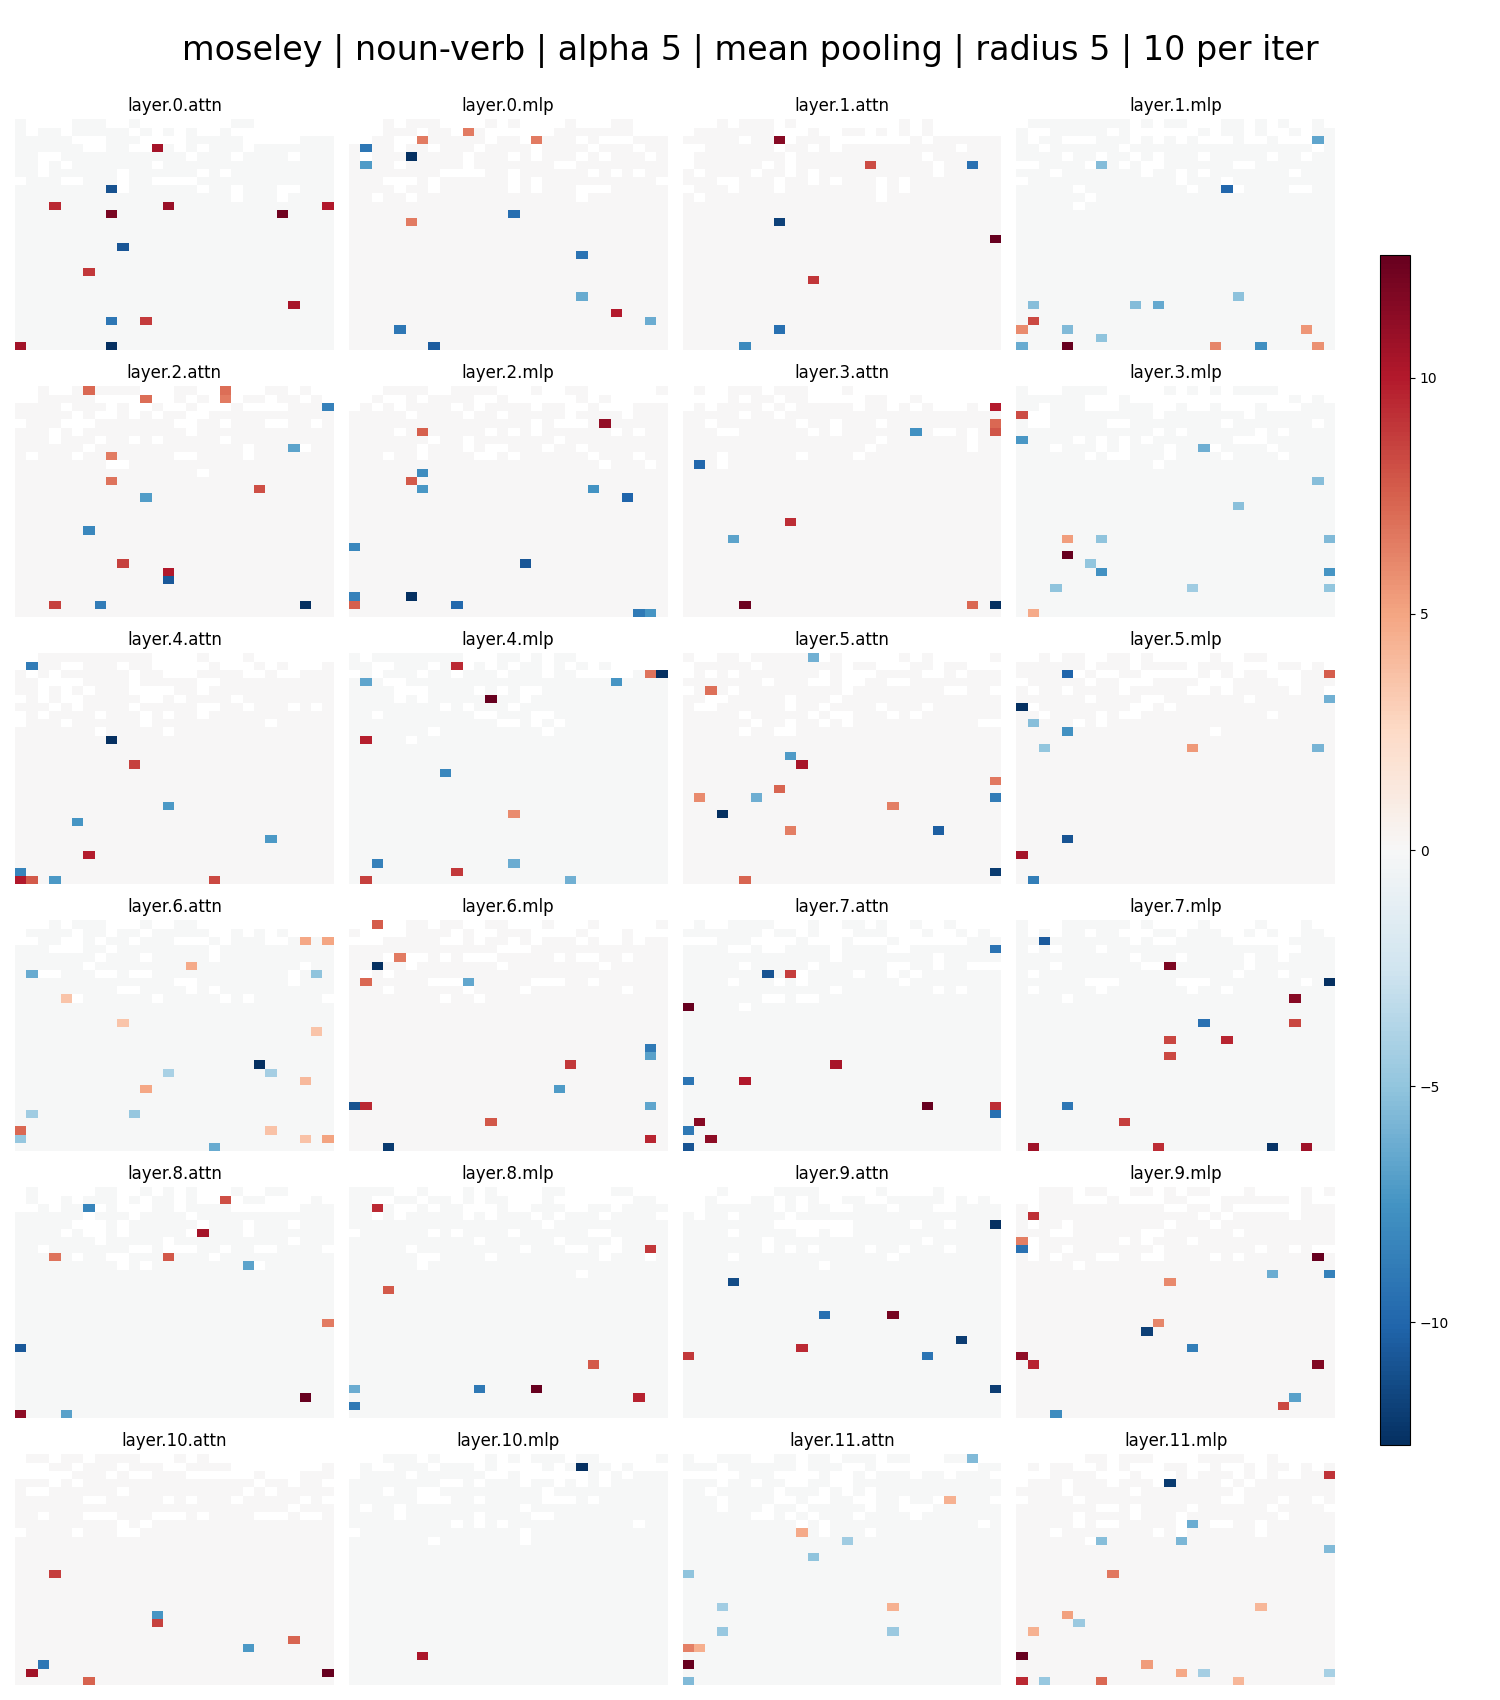 moseley | noun-verb | alpha 5 | mean pooling | radius 5 | 10 per iter
layer.0.attn layer.0.mlp layer.1.attn layer.1.mlp
layer.2.attn layer.2.mlp layer.3.attn layer.3.mlp
layer.4.attn layer.4.mlp layer.5.attn layer.5.mlp
layer.6.attn layer.6.mlp layer.7.attn layer.7.mlp
layer.8.attn layer.8.mlp layer.9.attn layer.9.mlp
layer.10.attn layer.10.mlp layer.11.attn layer.11.mlp
10
5
0
−5
−10